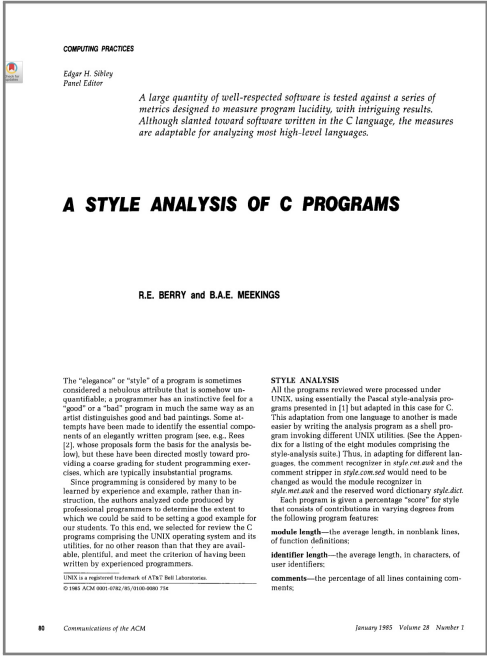 COMPUTING PRACTICES
Edgar H. Sibley
Panel Editor
A large quantity of well-respected software is tested against a series of
metrics designed to measure program lucidity, with intriguing results.
Although slanted toward software written in the C language, the measures
are adaptable for analyzing most high-level languages.
A STYLE ANALYSIS OF C PROGRAMS
R.E. BERRY and B.A.E. MEEKINGS
The "elegance" or "style" of a program is sometimes
considered a nebulous attribute that is somehow un-
quantifiable; a programmer has an instinctive feel for a
"good" or a "bad" program in much the same way as an
artist distinguishes good and bad paintings. Some at-
tempts have been made to identify the essential compo-
nents of an elegantly written program (see, e.g., Rees
[2], whose proposals form the basis for the analysis be-
low), but these have been directed mostly toward pro-
viding a coarse grading for student programming exer-
cises, which are typically insubstantial programs.
Since programming is considered by many to be
learned by experience and example, rather than in-
struction, the authors analyzed code produced by
professional programmers to determine the extent to
which we could be said to be setting a good example for
our students. To this end, we selected for review the C
programs comprising the UNIX operating system and its
utilities, for no other reason than that they are avail-
able, plentiful, and meet the criterion of having been
written by experienced programmers.
UNIX is a registered trademark of AT&T Bell Laboratories.
© 1985 ACM 0001-0782/85/0100-0080 75¢
STYLE ANALYSIS
All the programs reviewed were processed under
UNIX, using essentially the Pascal style-analysis pro-
grams presented in [1] but adapted in this case for C.
This adaptation from one language to another is made
easier by writing the analysis program as a shell pro-
gram invoking different UNIX utilities. (See the Appen-
dix for a listing of the eight modules comprising the
style-analysis suite.) Thus, in adapting for different lan-
guages, the comment recognizer in style.cnt.awk and the
comment stripper in style.com.sed would need to be
changed as would the module recognizer in
style.met.awk and the reserved word dictionary style.dict.
Each program is given a percentage "score" for style
that consists of contributions in varying degrees from
the following program features:
module length—the average length, in nonblank lines,
of function definitions;
identifier length—the average length, in characters, of
user identifiers;
comments—the percentage of all lines containing com-
ments;
80 Communications of the ACM
January 1985 Volume 28 Number 1